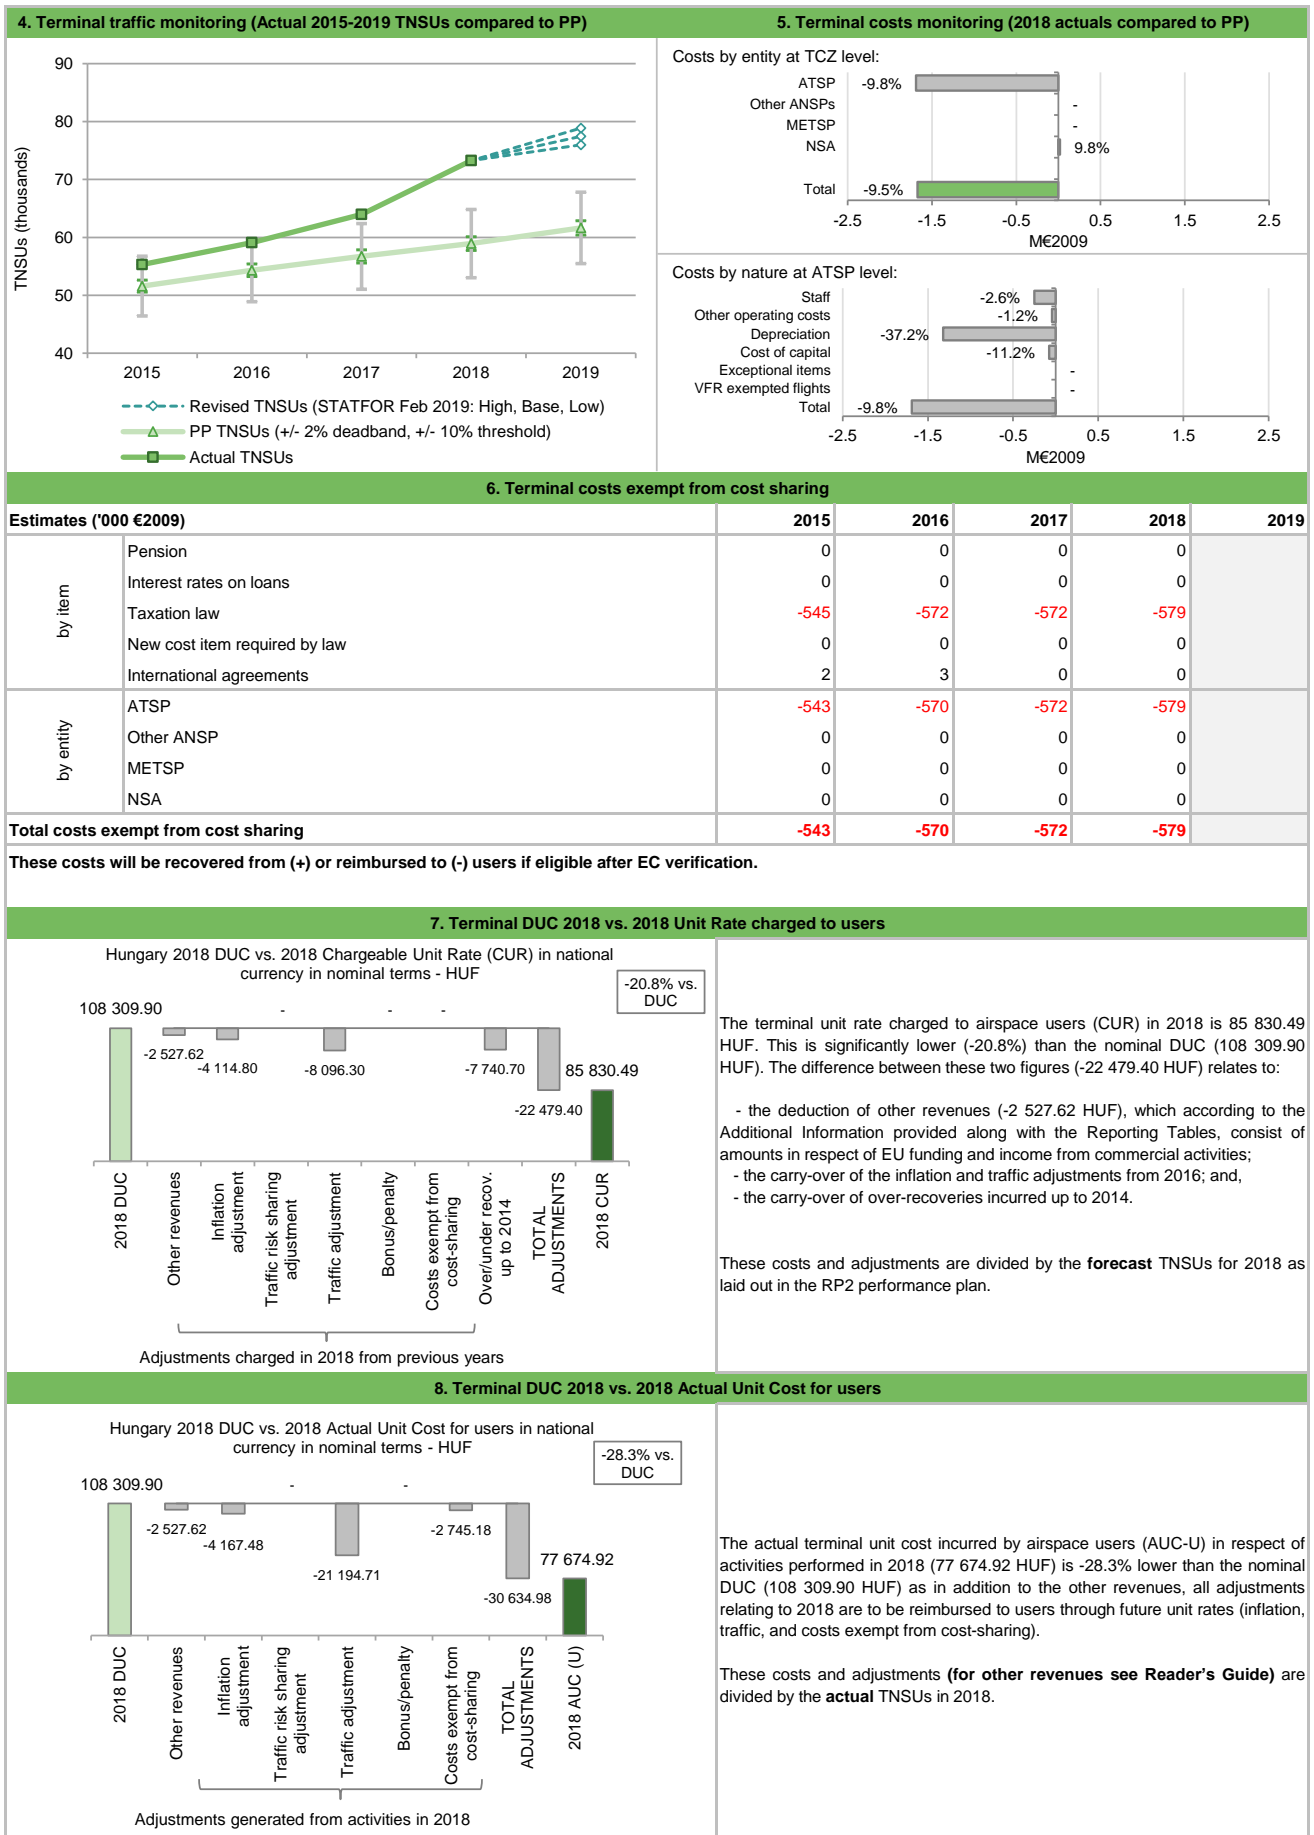 4. Terminal traffic monitoring (Actual 2015-2019 TNSUs compared to PP)
90
80
70
60
50
40
TNSUs (thousands)
2015 2016 2017 2018 2019
Revised TNSUs (STATFOR Feb 2019: High, Base, Low)
PP TNSUs (+/- 2% deadband, +/- 10% threshold)
Actual TNSUs
5. Terminal costs monitoring (2018 actuals compared to PP)
Costs by entity at TCZ level:
ATSP -9.8%
Other ANSPs -
METSP -
NSA 9.8%
Total -9.5%
-2.5 -1.5 -0.5 0.5 1.5 2.5
M€2009
Costs by nature at ATSP level:
Staff -2.6%
Other operating costs -1.2%
Depreciation -37.2%
Cost of capital -11.2%
Exceptional items -
VFR exempted flights -
Total -9.8%
-2.5 -1.5 -0.5 0.5 1.5 2.5
M€2009
6. Terminal costs exempt from cost sharing
Estimates ('000 €2009) 2015 2016 2017 2018 2019
by item
Pension 0 0 0 0
Interest rates on loans 0 0 0 0
Taxation law -545 -572 -572 -579
New cost item required by law 0 0 0 0
International agreements 2 3 0 0
by entity
ATSP -543 -570 -572 -579
Other ANSP 0 0 0 0
METSP 0 0 0 0
NSA 0 0 0 0
Total costs exempt from cost sharing -543 -570 -572 -579
These costs will be recovered from (+) or reimbursed to (-) users if eligible after EC verification.
7. Terminal DUC 2018 vs. 2018 Unit Rate charged to users
Hungary 2018 DUC vs. 2018 Chargeable Unit Rate (CUR) in national
currency in nominal terms - HUF
-20.8% vs.
DUC
108 309.90
-2 527.62
-4 114.80
-
-8 096.30
-
-
-7 740.70
-22 479.40
85 830.49
2018 DUC
Other revenues
Inflation
adjustment
Traffic risk sharing
adjustment
Traffic adjustment
Bonus/penalty
Costs exempt from
cost-sharing
Over/under recov.
up to 2014
TOTAL
ADJUSTMENTS
2018 CUR
Adjustments charged in 2018 from previous years
The terminal unit rate charged to airspace users (CUR) in 2018 is 85 830.49
HUF. This is significantly lower (-20.8%) than the nominal DUC (108 309.90
HUF). The difference between these two figures (-22 479.40 HUF) relates to:
- the deduction of other revenues (-2 527.62 HUF), which according to the
Additional Information provided along with the Reporting Tables, consist of
amounts in respect of EU funding and income from commercial activities;
- the carry-over of the inflation and traffic adjustments from 2016; and,
- the carry-over of over-recoveries incurred up to 2014.
These costs and adjustments are divided by the forecast TNSUs for 2018 as
laid out in the RP2 performance plan.
8. Terminal DUC 2018 vs. 2018 Actual Unit Cost for users
Hungary 2018 DUC vs. 2018 Actual Unit Cost for users in national
currency in nominal terms - HUF
-28.3% vs.
DUC
108 309.90
-2 527.62
-4 167.48
-
-21 194.71
-
-2 745.18
-30 634.98
77 674.92
2018 DUC
Other revenues
Inflation
adjustment
Traffic risk sharing
adjustment
Traffic adjustment
Bonus/penalty
Costs exempt from
cost-sharing
TOTAL
ADJUSTMENTS
2018 AUC (U)
Adjustments generated from activities in 2018
The actual terminal unit cost incurred by airspace users (AUC-U) in respect of
activities performed in 2018 (77 674.92 HUF) is -28.3% lower than the nominal
DUC (108 309.90 HUF) as in addition to the other revenues, all adjustments
relating to 2018 are to be reimbursed to users through future unit rates (inflation,
traffic, and costs exempt from cost-sharing).
These costs and adjustments (for other revenues see Reader's Guide) are
divided by the actual TNSUs in 2018.